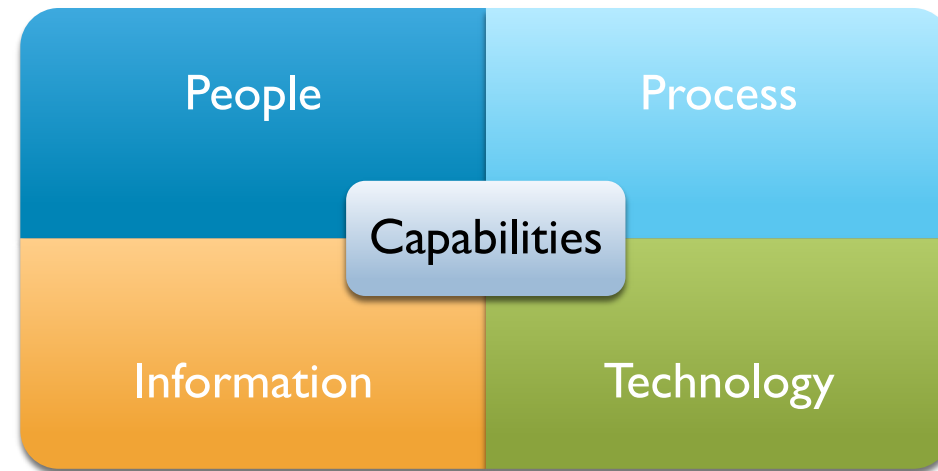 People
Process
Capabilities
Information
Technology